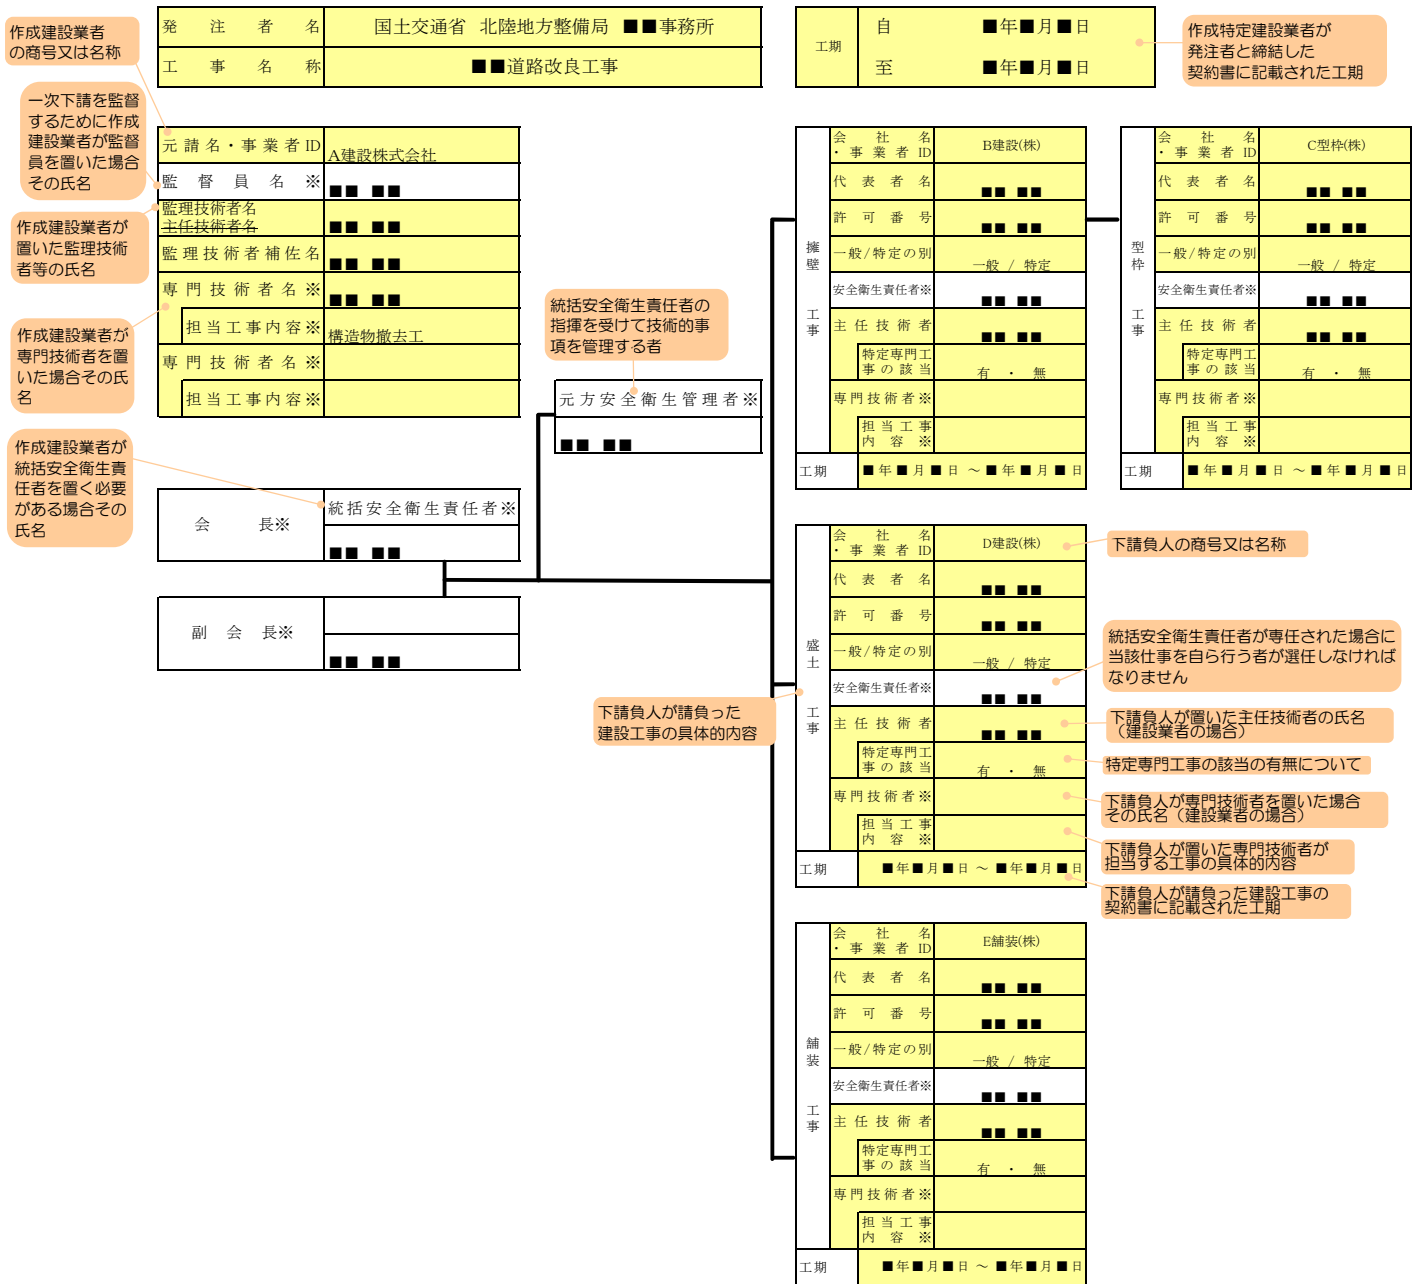 発注者名 国土交通省 北陸地方整備局 ■■事務所
工事名称 ■■道路改良工事
工期
自 ■年■月■日
至 ■年■月■日
作成特定建設業者が
発注者と締結した
契約書に記載された工期
作成建設業者
の商号又は名称
一次下請を監督
するために作成
建設業者が監督
員を置いた場合
その氏名
作成建設業者が
置いた監理技術
者等の氏名
作成建設業者が
専門技術者を置
いた場合その氏
名
作成建設業者が
統括安全衛生責
任者を置く必要
がある場合その
氏名
元請名・事業者ID A建設株式会社
監督員名※ ■■ ■■
監理技術者名
主任技術者名 ■■ ■■
監理技術者補佐名 ■■ ■■
専門技術者名※ ■■ ■■
担当工事内容※ 構造物撤去工
専門技術者名※
担当工事内容※
統括安全衛生責任者の
指揮を受けて技術的事
項を管理する者
元方安全衛生管理者※
■■ ■■
会長※
統括安全衛生責任者※
■■ ■■
副会長※
■■ ■■
下請負人が請負った
建設工事の具体的内容
擁壁工事
会社名
・事業者ID B建設(株)
代表者名 ■■ ■■
許可番号 ■■ ■■
一般/特定の別 一般 / 特定
安全衛生責任者※ ■■ ■■
主任技術者 ■■ ■■
特定専門工
事の該当 有 ・ 無
専門技術者※
担当工事
内容※
工期 ■年■月■日 ～■年■月■日
型枠工事
会社名
・事業者ID C型枠(株)
代表者名 ■■ ■■
許可番号 ■■ ■■
一般/特定の別 一般 / 特定
安全衛生責任者※ ■■ ■■
主任技術者 ■■ ■■
特定専門工
事の該当 有 ・ 無
専門技術者※
担当工事
内容※
工期 ■年■月■日 ～■年■月■日
盛土工事
会社名
・事業者ID D建設(株)
代表者名 ■■ ■■
許可番号 ■■ ■■
一般/特定の別 一般 / 特定
安全衛生責任者※ ■■ ■■
主任技術者 ■■ ■■
特定専門工
事の該当 有 ・ 無
専門技術者※
担当工事
内容※
工期 ■年■月■日 ～ ■年■月■日
下請負人の商号又は名称
統括安全衛生責任者が専任された場合に
当該仕事を自ら行う者が選任しなければ
なりません
下請負人が置いた主任技術者の氏名
（建設業者の場合）
特定専門工事の該当の有無について
下請負人が専門技術者を置いた場合
その氏名（建設業者の場合）
下請負人が置いた専門技術者が
担当する工事の具体的内容
下請負人が請負った建設工事の
契約書に記載された工期
舗装工事
会社名
・事業者ID E舗装(株)
代表者名 ■■ ■■
許可番号 ■■ ■■
一般/特定の別 一般 / 特定
安全衛生責任者※ ■■ ■■
主任技術者 ■■ ■■
特定専門工
事の該当 有 ・ 無
専門技術者※
担当工事
内容※
工期 ■年■月■日 ～ ■年■月■日